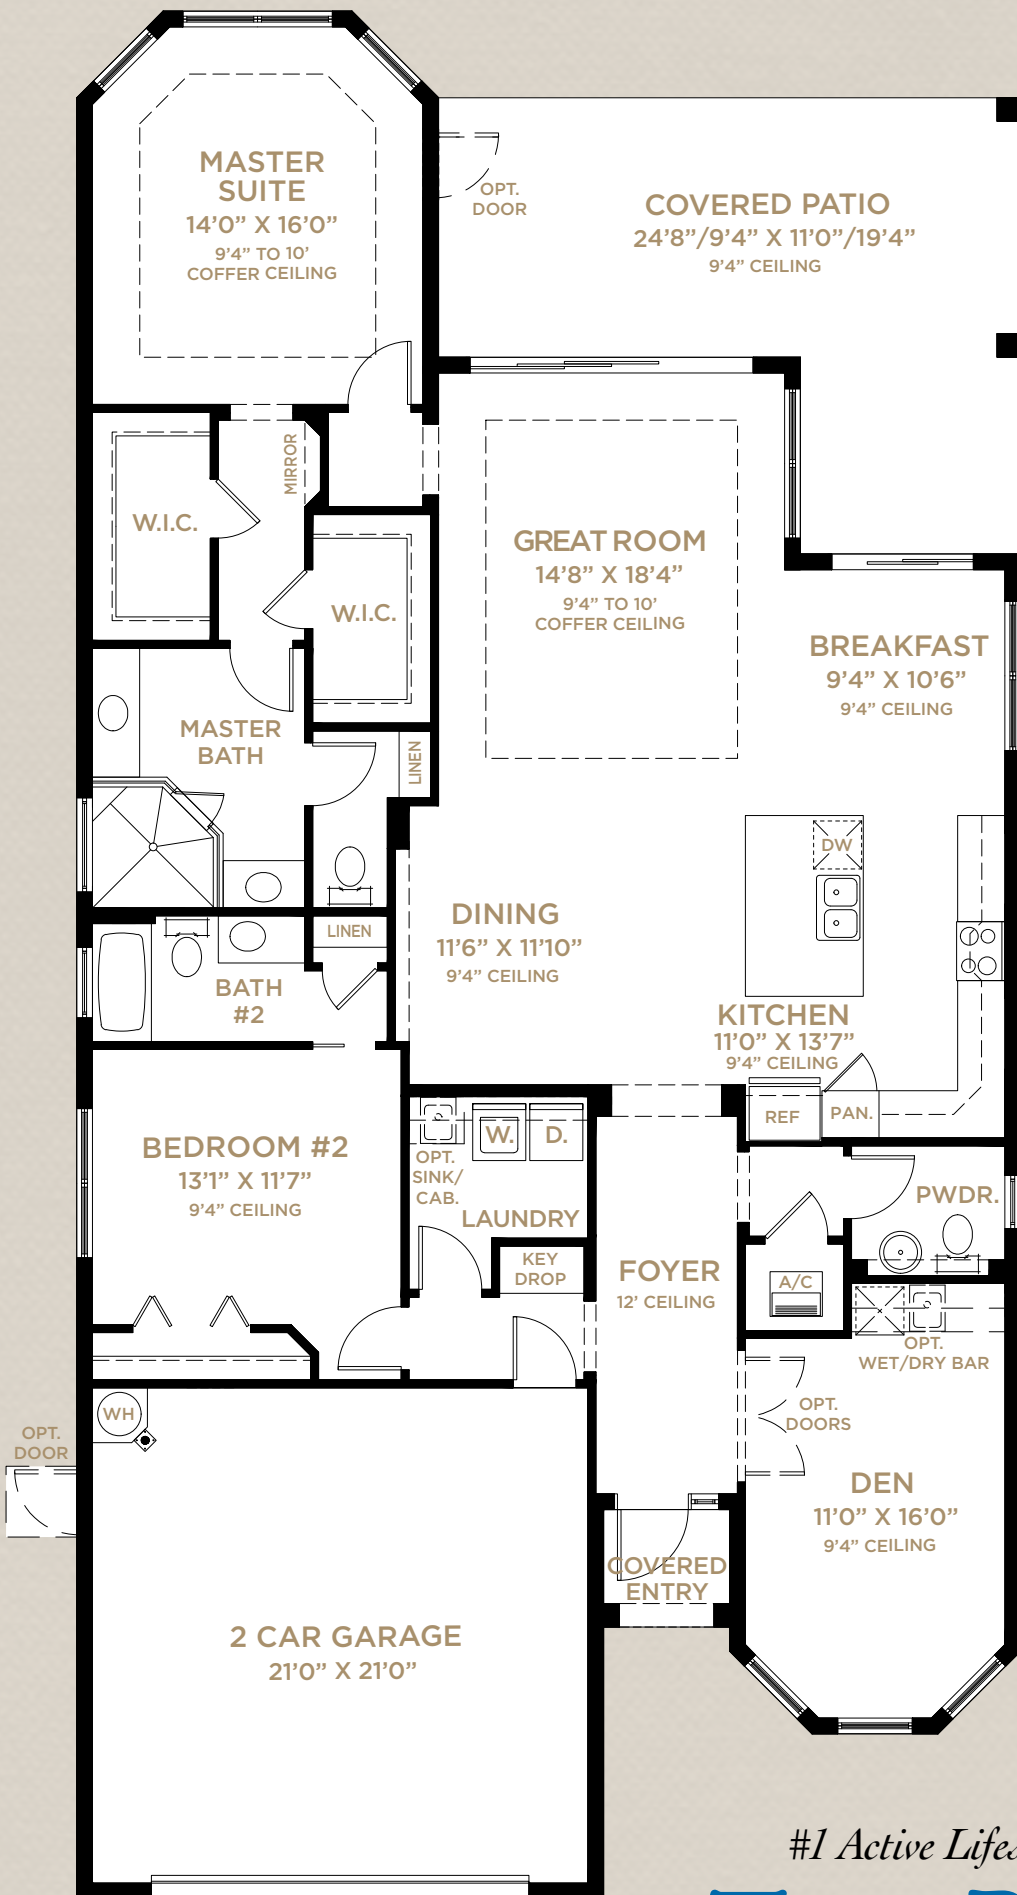 MASTER
SUITE
14'0" X 16'0"
9'4" TO 10'
COFFER CEILING
OPT.
DOOR
COVERED PATIO
24'8"/9'4" X 11'0"/19'4"
9'4" CEILING
MIRROR
W.I.C.
W.I.C.
GREAT ROOM
14'8" X 18'4"
9'4" TO 10'
COFFER CEILING
BREAKFAST
9'4" X 10'6"
9'4" CEILING
MASTER
BATH
LINEN
DW
DINING
11'6" X 11'10"
9'4" CEILING
LINEN
BATH
#2
KITCHEN
11'0" X 13'7"
9'4" CEILING
REF
PAN.
BEDROOM #2
13'1" X 11'7"
9'4" CEILING
W.
D.
OPT.
SINK/
CAB.
LAUNDRY
KEY
DROP
FOYER
12' CEILING
PWDR.
A/C
OPT.
WET/DRY BAR
OPT.
DOORS
WH
OPT.
DOOR
DEN
11'0" X 16'0"
9'4" CEILING
COVERED
ENTRY
2 CAR GARAGE
21'0" X 21'0"
#1 Active